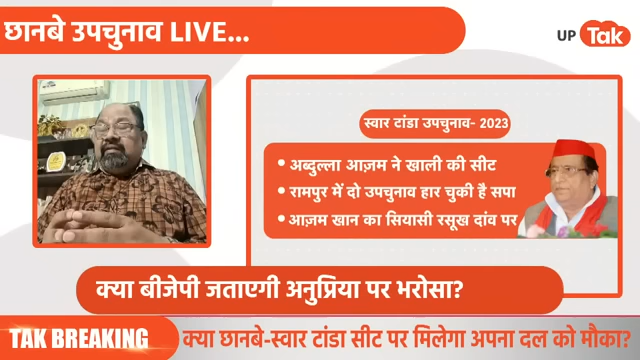 छानबे उपचुनाव LIVE...
UP Tak
स्वार टांडा उपचुनाव- 2023
• अब्दुल्ला आज़म ने खाली की सीट
• रामपुर में दो उपचुनाव हार चुकी है सपा
• आज़म खान का सियासी रसूख दांव पर
क्या बीजेपी जताएगी अनुप्रिया पर भरोसा?
TAK BREAKING
क्या छानबे-स्वार टांडा सीट पर मिलेगा अपना दल को मौका?